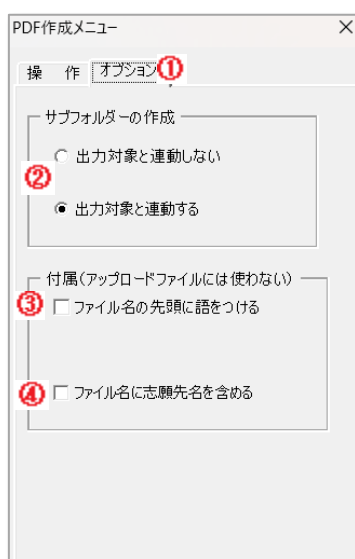 PDF作成メニュー
操 作 オプション ①
サブフォルダーの作成
出力対象と連動しない
②
出力対象と連動する
付属(アップロードファイルには使わない)
③ ファイル名の先頭に語をつける
④ ファイル名に志願先名を含める